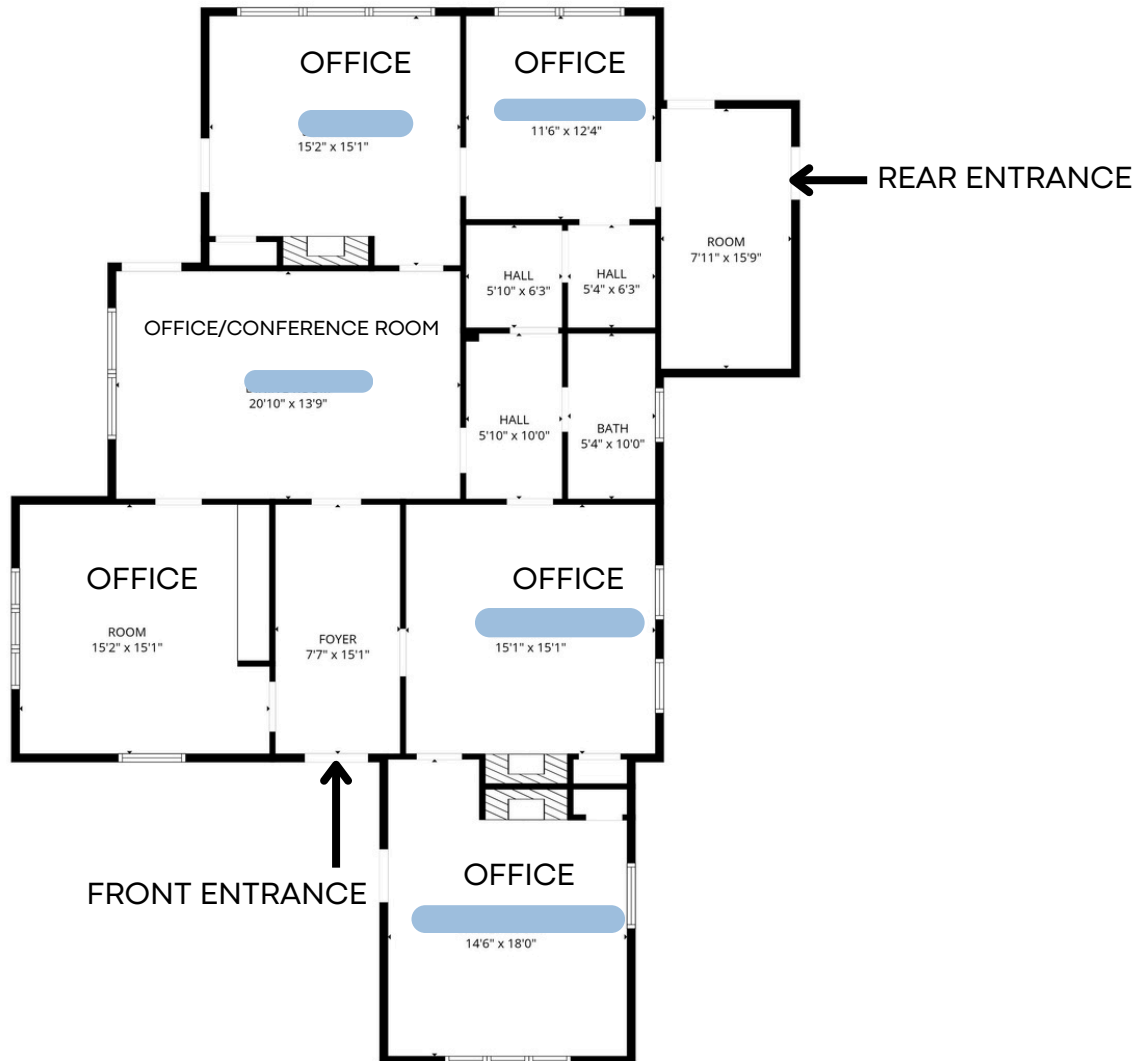 OFFICE
15'2" x 15'1"
OFFICE
11'6" x 12'4"
REAR ENTRANCE
ROOM
7'11" x 15'9"
HALL
5'10" x 6'3"
HALL
5'4" x 6'3"
OFFICE/CONFERENCE ROOM
20'10" x 13'9"
HALL
5'10" x 10'0"
BATH
5'4" x 10'0"
OFFICE
ROOM
15'2" x 15'1"
FOYER
7'7" x 15'1"
OFFICE
15'1" x 15'1"
FRONT ENTRANCE
OFFICE
14'6" x 18'0"